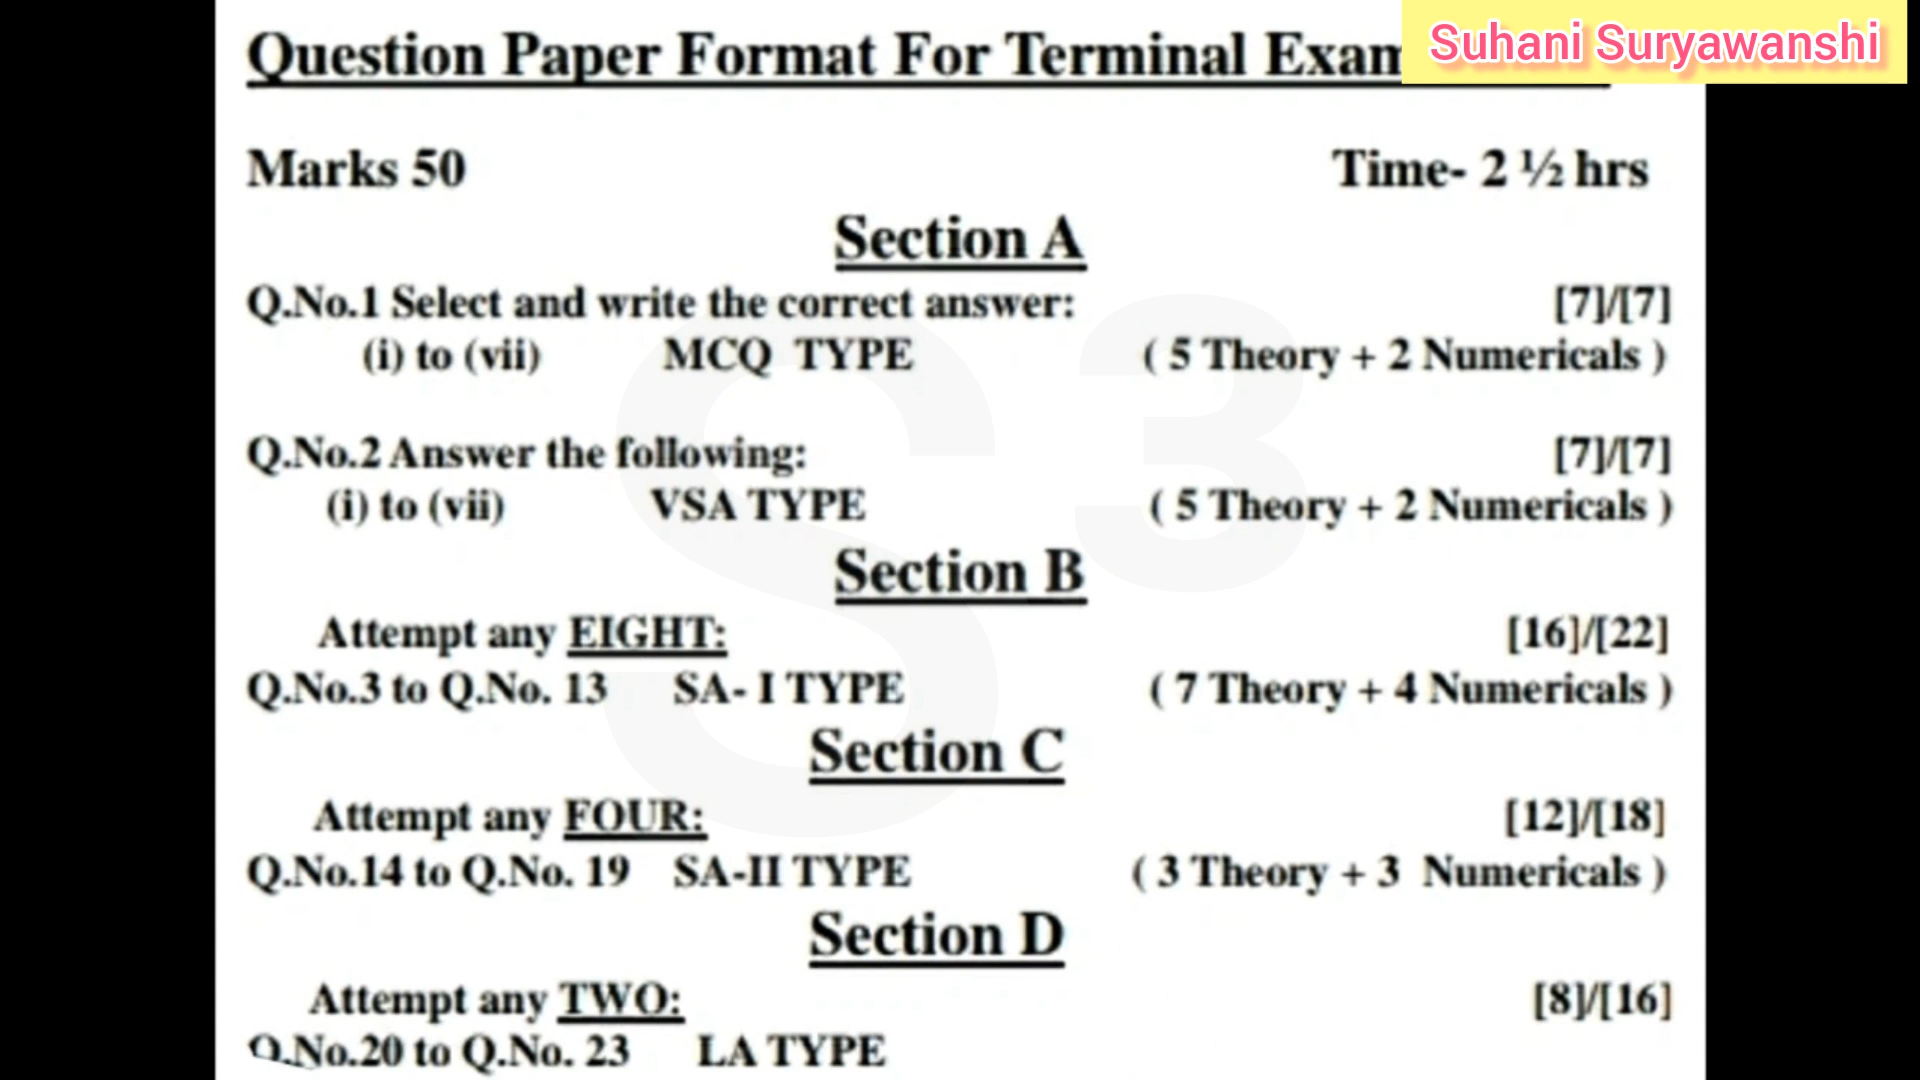 Question Paper Format For Terminal Exam
Suhani Suryawanshi
Marks 50 Time- 2 ½ hrs
Section A
Q.No.1 Select and write the correct answer: [7]/[7]
(i) to (vii) MCQ TYPE ( 5 Theory + 2 Numericals )
Q.No.2 Answer the following: [7]/[7]
(i) to (vii) VSA TYPE ( 5 Theory + 2 Numericals )
Section B
Attempt any EIGHT: [16]/[22]
Q.No.3 to Q.No. 13 SA- I TYPE ( 7 Theory + 4 Numericals )
Section C
Attempt any FOUR: [12]/[18]
Q.No.14 to Q.No. 19 SA-II TYPE ( 3 Theory + 3 Numericals )
Section D
Attempt any TWO: [8]/[16]
Q.No.20 to Q.No. 23 LA TYPE
S3